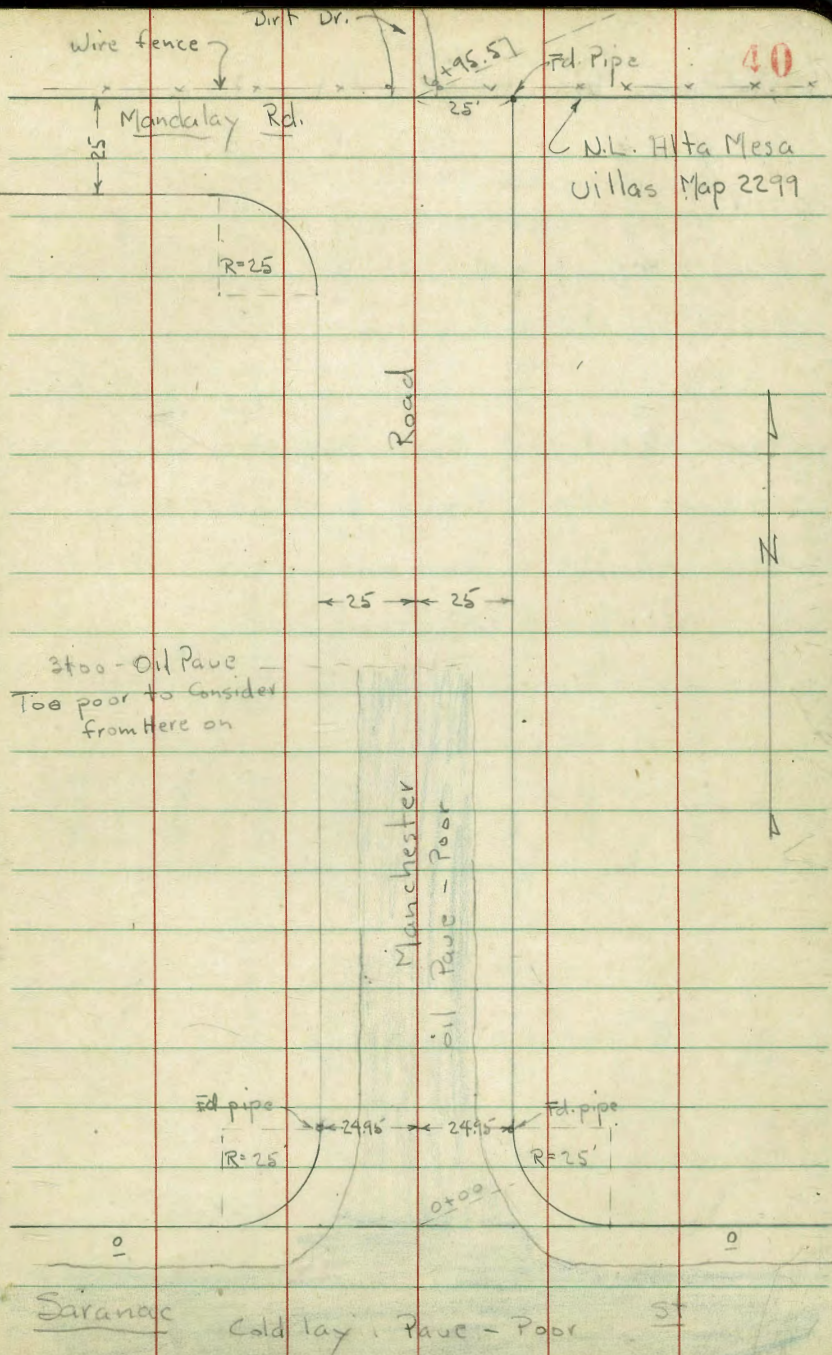 Dirt Dr.
wire fence
6+95.57
Fd. Pipe
40
25'
Mandalay Rd.
25
N.L. Alta Mesa
Villas Map 2299
R=25
Road
N
25 25
3+00 - Oil Pave
Too poor to Consider
from Here on
Manchester
oil Pave - Poor
Fd. pipe
Fd. pipe
24.95 24.95
R=25
R=25'
0+00
0
0
Saranac
St
Cold lay. Pave - Poor